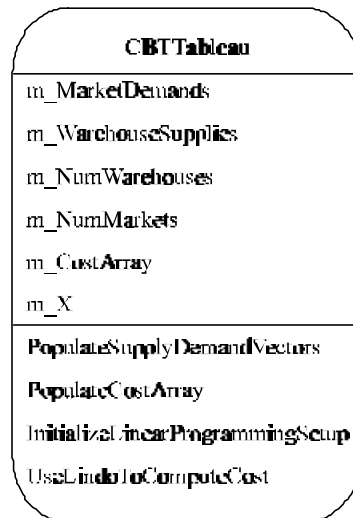 CBTTableau
m_MarketDemands
m_WarehouseSupplies
m_NumWarehouses
m_NumMarkets
m_CostArray
m_X
PopulateSupplyDemandVectors
PopulateCostArray
InitializeLinearProgrammingSetup
UseLindoToComputeCost